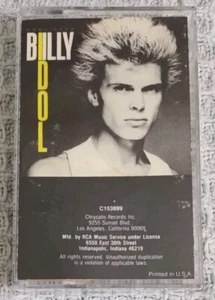 BILLY
IDOL
C153899
Chrysalis Records Inc.
9255 Sunset Blvd.
Los Angeles, California 90069
Mfd. by RCA Music Service under License
6550 East 30th Street
Indianapolis, Indiana 46219
All rights reserved. Unauthorized duplication
is a violation of applicable laws.
Printed in U.S.A.